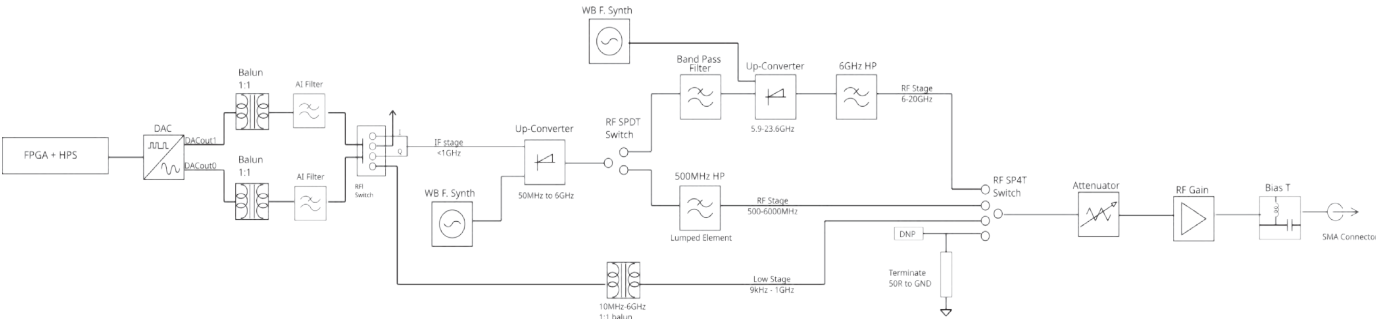 WB F. Synth
Band Pass
Filter
Up-Converter
6GHz HP
RF Stage
6-20GHz
5.9-23.6GHz
Balun
1:1
AI Filter
DAC
DACout1
DACout0
FPGA + HPS
Balun
1:1
AI Filter
I
Q
RFI
Switch
IF stage
<1GHz
Up-Converter
50MHz to 6GHz
WB F. Synth
RF SPDT
Switch
500MHz HP
Lumped Element
RF Stage
500-6000MHz
RF SP4T
Switch
Attenuator
RF Gain
Bias T
SMA Connector
DNP
Terminate
50R to GND
Low Stage
9kHz - 1GHz
10MHz-6GHz
1:1 balun